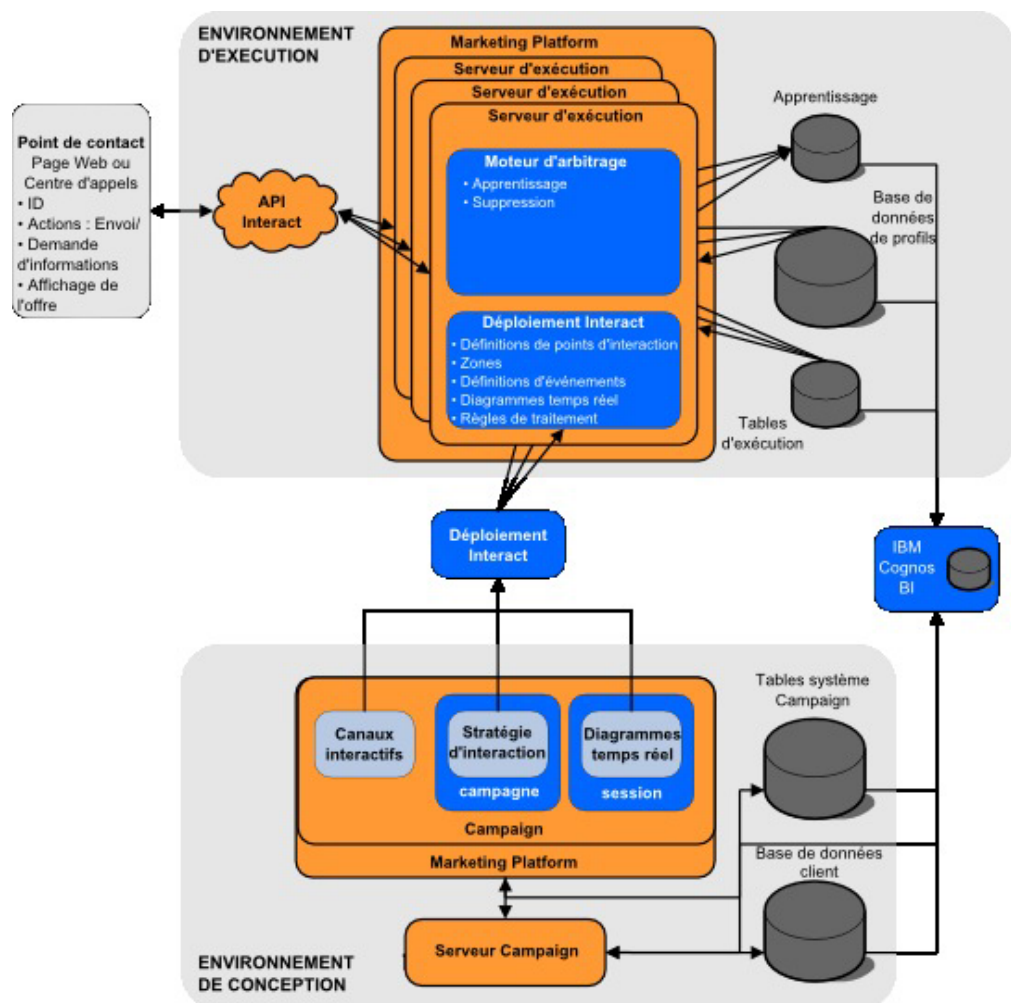 ENVIRONNEMENT
D'EXECUTION
Marketing Platform
Serveur d'exécution
Serveur d'exécution
Serveur d'exécution
Point de contact
Page Web ou
Centre d'appels
• ID
• Actions : Envoi/
• Demande
d'informations
• Affichage de
l'offre
API
Interact
Moteur d'arbitrage
• Apprentissage
• Suppression
Déploiement Interact
• Définitions de points d'interaction
• Zones
• Définitions d'événements
• Diagrammes temps réel
• Règles de traitement
Apprentissage
Base de
données
de profils
Tables
d'exécution
Déploiement
Interact
IBM
Cognos
BI
Canaux
interactifs
Stratégie
d'interaction
campagne
Diagrammes
temps réel
session
Campaign
Marketing Platform
Tables système
Campaign
Base de données
client
Serveur Campaign
ENVIRONNEMENT
DE CONCEPTION